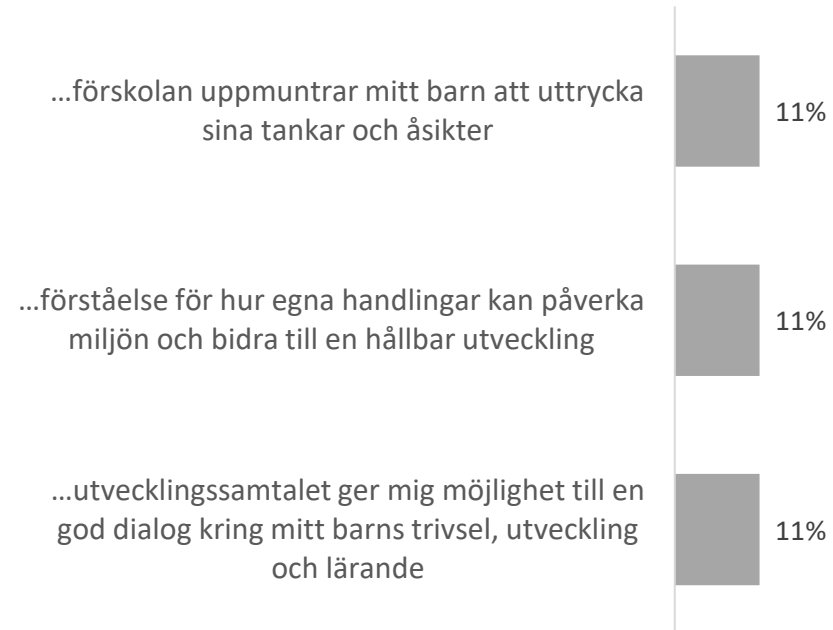 ...förskolan uppmuntrar mitt barn att uttrycka
sina tankar och åsikter
11%
...förståelse för hur egna handlingar kan påverka
miljön och bidra till en hållbar utveckling
11%
...utvecklingssamtalet ger mig möjlighet till en
god dialog kring mitt barns trivsel, utveckling
och lärande
11%